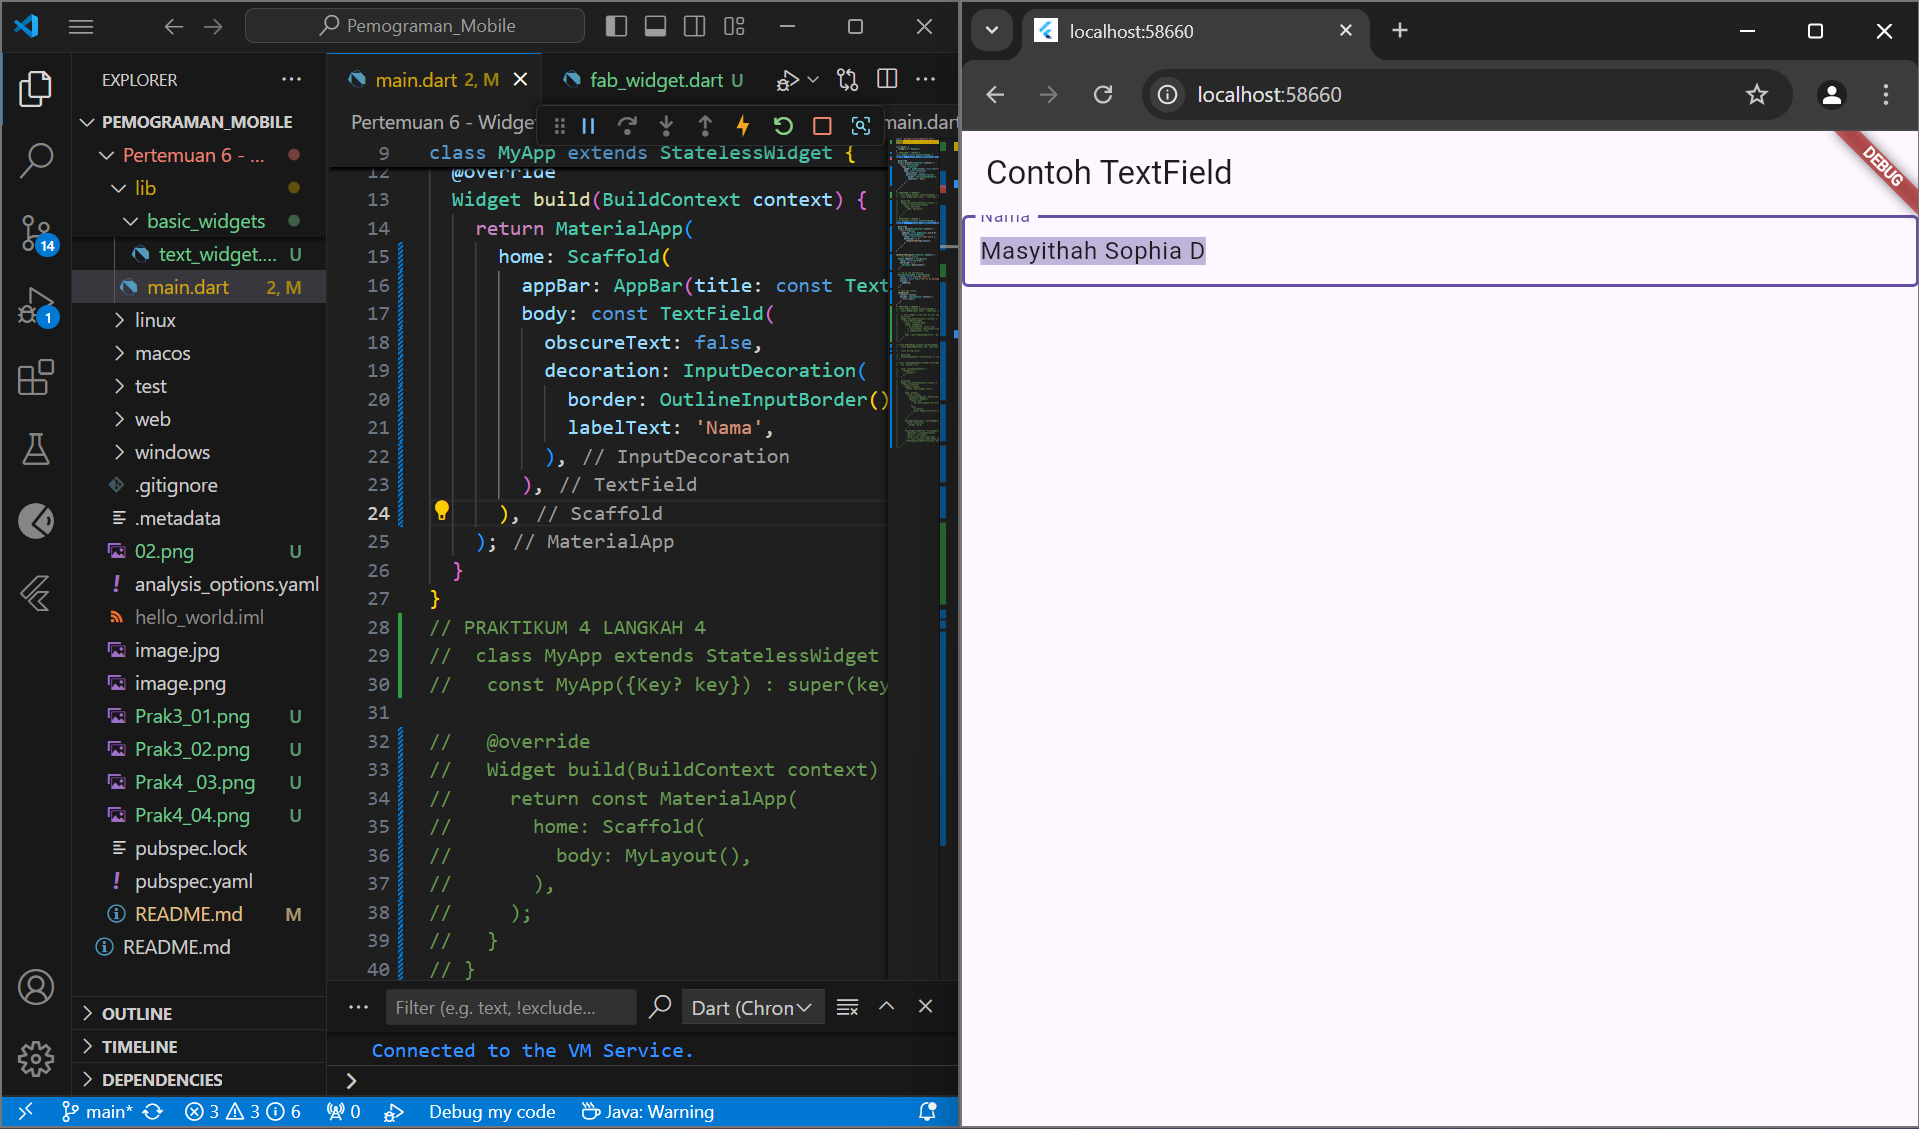 Pemograman_Mobile
EXPLORER
PEMOGRAMAN_MOBILE
Pertemuan 6 - ...
lib
basic_widgets
text_widget.... U
main.dart 2, M
linux
macos
test
web
windows
.gitignore
.metadata
02.png U
analysis_options.yaml
hello_world.iml
image.jpg
image.png
Prak3_01.png U
Prak3_02.png U
Prak4 _03.png U
Prak4_04.png U
pubspec.lock
pubspec.yaml
README.md M
README.md
OUTLINE
TIMELINE
DEPENDENCIES
14
1
main.dart 2, M
fab_widget.dart U
Pertemuan 6 - Widge
main.dart
9 class MyApp extends StatelessWidget {
12 @override
13 Widget build(BuildContext context) {
14 return MaterialApp(
15 home: Scaffold(
16 appBar: AppBar(title: const Text
17 body: const TextField(
18 obscureText: false,
19 decoration: InputDecoration(
20 border: OutlineInputBorder()
21 labelText: 'Nama',
22 ), // InputDecoration
23 ), // TextField
24 ), // Scaffold
25 ); // MaterialApp
26 }
27 }
28 // PRAKTIKUM 4 LANGKAH 4
29 // class MyApp extends StatelessWidget
30 // const MyApp({Key? key}) : super(key
31
32 // @override
33 // Widget build(BuildContext context)
34 // return const MaterialApp(
35 // home: Scaffold(
36 // body: MyLayout(),
37 // ),
38 // );
39 // }
40 // }
Filter (e.g. text, !exclude...
Dart (Chron
Connected to the VM Service.
main* 3 3 6 0 Debug my code Java: Warning
localhost:58660
localhost:58660
Contoh TextField
DEBUG
Nama
Masyithah Sophia D